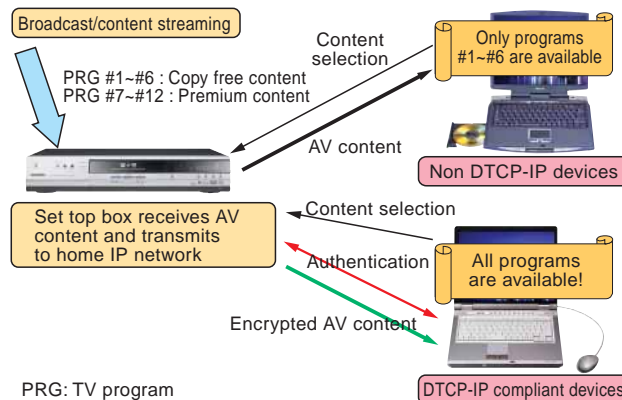 Broadcast/content streaming
PRG #1~#6 : Copy free content
PRG #7~#12 : Premium content
Content
selection
Only programs
#1~#6 are available
AV content
Non DTCP-IP devices
Set top box receives AV
content and transmits
to home IP network
Content selection
Authentication
All programs
are available!
Encrypted AV content
PRG: TV program
DTCP-IP compliant devices